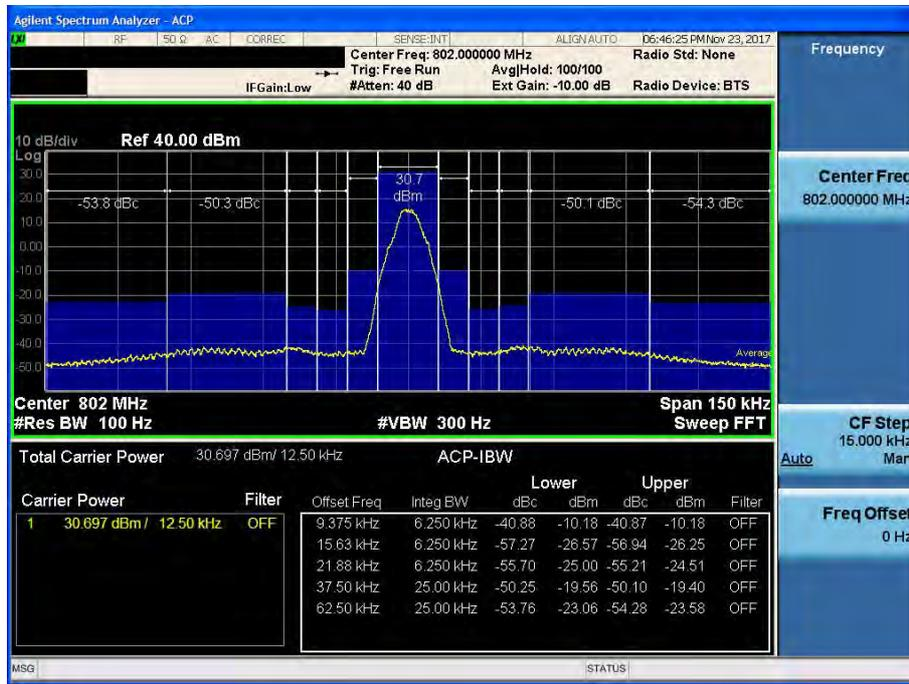 Agilent Spectrum Analyzer - ACP
LXI RF 50 Ω AC CORREC SENSE:INT ALIGN AUTO 06:46:25 PM Nov 23, 2017
Center Freq: 802.000000 MHz Radio Std: None
Trig: Free Run Avg|Hold: 100/100
IFGain:Low #Atten: 40 dB Ext Gain: -10.00 dB Radio Device: BTS
10 dB/div Ref 40.00 dBm
Log
30.0
20.0
10.0
0.00
-10.0
-20.0
-30.0
-40.0
-50.0
-53.8 dBc -50.3 dBc 30.7 dBm -50.1 dBc -54.3 dBc
Average
Center 802 MHz Span 150 kHz
#Res BW 100 Hz #VBW 300 Hz Sweep FFT
Total Carrier Power 30.697 dBm/ 12.50 kHz ACP-IBW
Lower Upper
Carrier Power Filter Offset Freq Integ BW dBc dBm dBc dBm Filter
1 30.697 dBm / 12.50 kHz OFF 9.375 kHz 6.250 kHz -40.88 -10.18 -40.87 -10.18 OFF
15.63 kHz 6.250 kHz -57.27 -26.57 -56.94 -26.25 OFF
21.88 kHz 6.250 kHz -55.70 -25.00 -55.21 -24.51 OFF
37.50 kHz 25.00 kHz -50.25 -19.56 -50.10 -19.40 OFF
62.50 kHz 25.00 kHz -53.76 -23.06 -54.28 -23.58 OFF
MSG STATUS
Frequency
Center Freq
802.000000 MHz
CF Step
15.000 kHz
Auto Man
Freq Offset
0 Hz